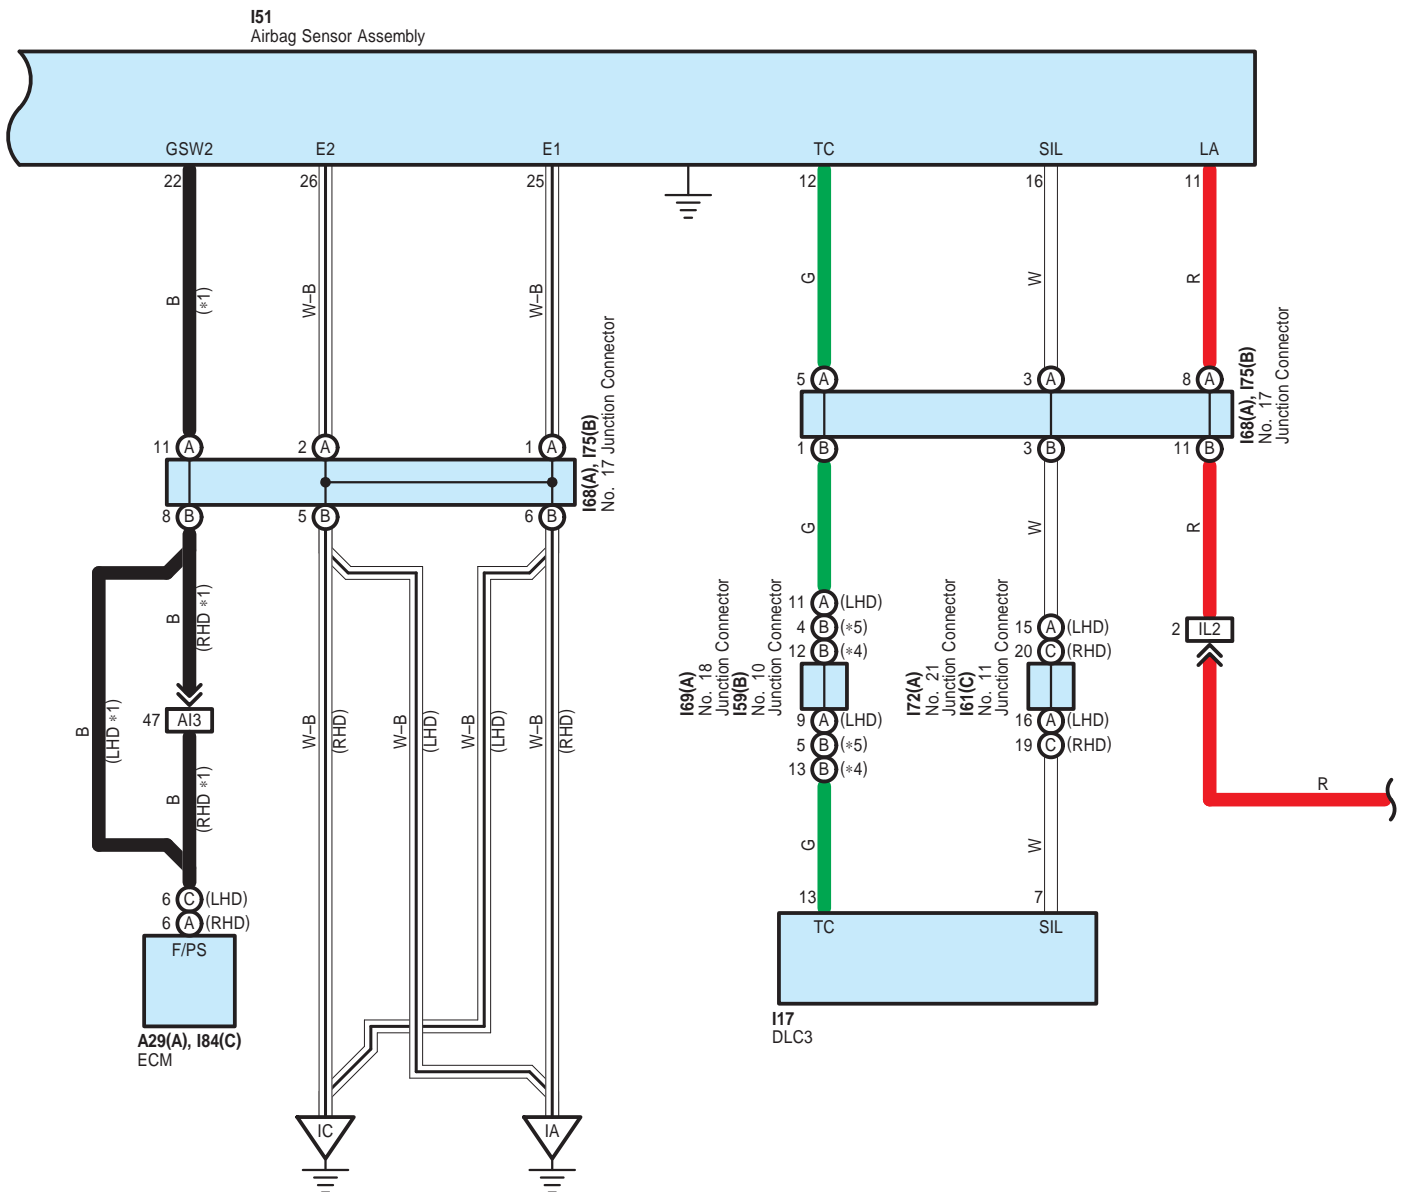 I51
Airbag Sensor Assembly
GSW2
E2
E1
TC
SIL
LA
22
26
25
12
16
11
B
(∗1)
W–B
W–B
G
W
R
11 A
2 A
1 A
I68(A), I75(B)
No. 17 Junction Connector
8 B
5 B
6 B
5 A
3 A
8 A
I68(A), I75(B)
No. 17
Junction Connector
1 B
3 B
11 B
G
W
R
B
(RHD ∗1)
B
(LHD ∗1)
47 AI3
B
(RHD ∗1)
W–B
(RHD)
W–B
(LHD)
W–B
(LHD)
W–B
(RHD)
I69(A)
No. 18
Junction Connector
I59(B)
No. 10
Junction Connector
11 A (LHD)
4 B (∗5)
12 B (∗4)
9 A (LHD)
5 B (∗5)
13 B (∗4)
I72(A)
No. 21
Junction Connector
I61(C)
No. 11
Junction Connector
15 A (LHD)
20 C (RHD)
16 A (LHD)
19 C (RHD)
2 IL2
R
G
W
6 C (LHD)
6 A (RHD)
F/PS
A29(A), I84(C)
ECM
13
7
TC
SIL
I17
DLC3
IC
IA